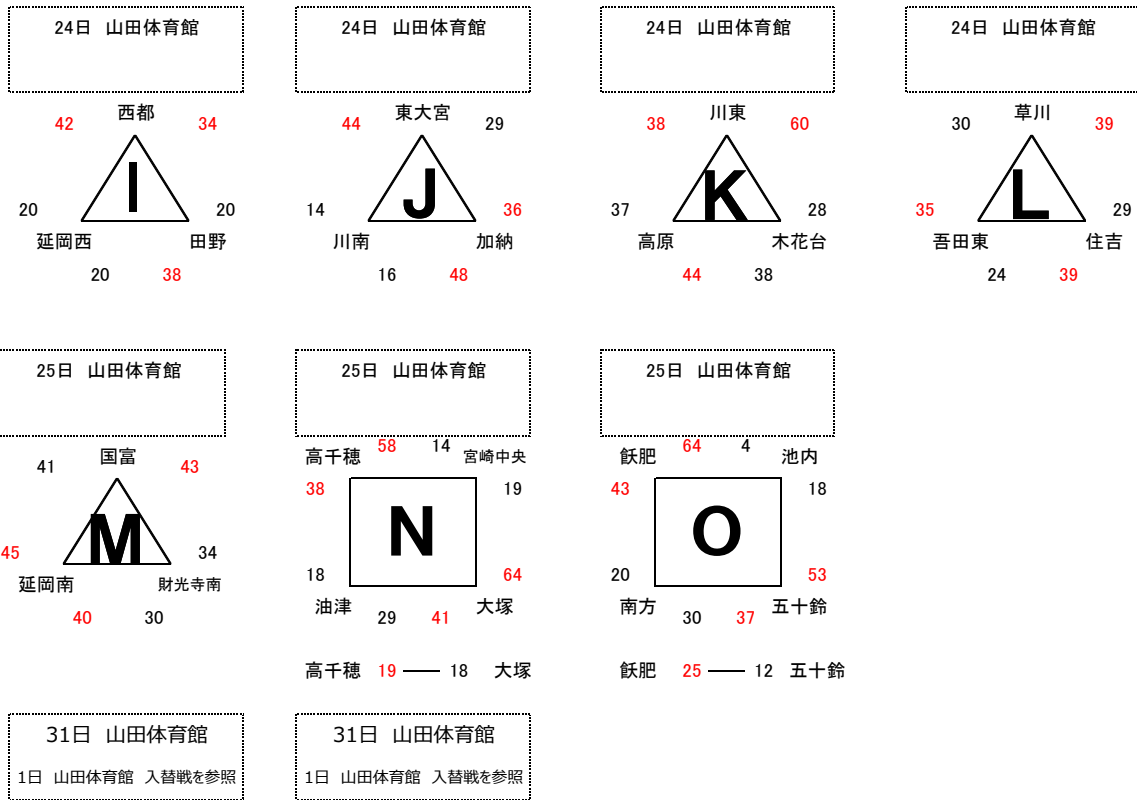 24日 山田体育館 24日 山田体育館 24日 山田体育館 24日 山田体育館
西都 東大宮 川東 草川
42 34 44 29 38 60 30 39
I J K L
20 20 14 36 37 28 35 29
延岡西 田野 川南 加納 高原 木花台 吾田東 住吉
20 38 16 48 44 38 24 39
25日 山田体育館 25日 山田体育館 25日 山田体育館
58 14 64 4
国富 高千穂 宮崎中央 飫肥 池内
41 43 38 19 43 18
M N O
45 34 18 64 20 53
延岡南 財光寺南 油津 大塚 南方 五十鈴
40 30 29 41 30 37
高千穂 19 18 大塚 飫肥 25 12 五十鈴
31日 山田体育館 31日 山田体育館
1日 山田体育館 入替戦を参照 1日 山田体育館 入替戦を参照